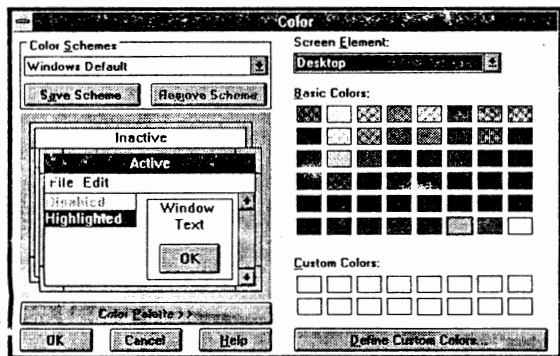 Color
Color Schemes
Windows Default
Save Scheme
Remove Scheme
Inactive
Active
File Edit
Disabled
Highlighted
Window
Text
OK
Color Palette >>
OK
Cancel
Help
Screen Element:
Desktop
Basic Colors:
Custom Colors:
Define Custom Colors...